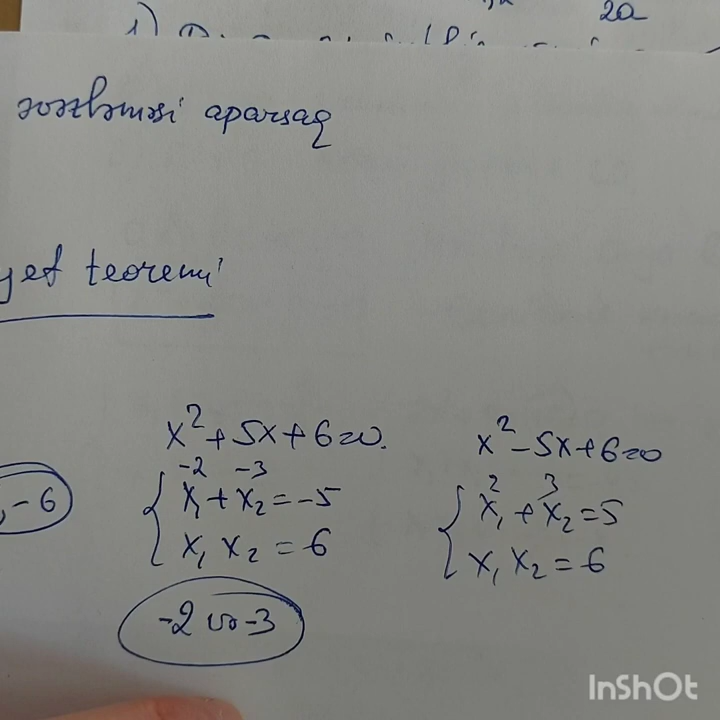 2a
əvəzləməsi aparsaq
yet teoremi
x²+5x+6=0.
x²-5x+6=0
-2 -3
2 3
x₁+x₂=-5
x₁+x₂=5
-6
x₁x₂=6
x₁x₂=6
-2 və -3
InShOt